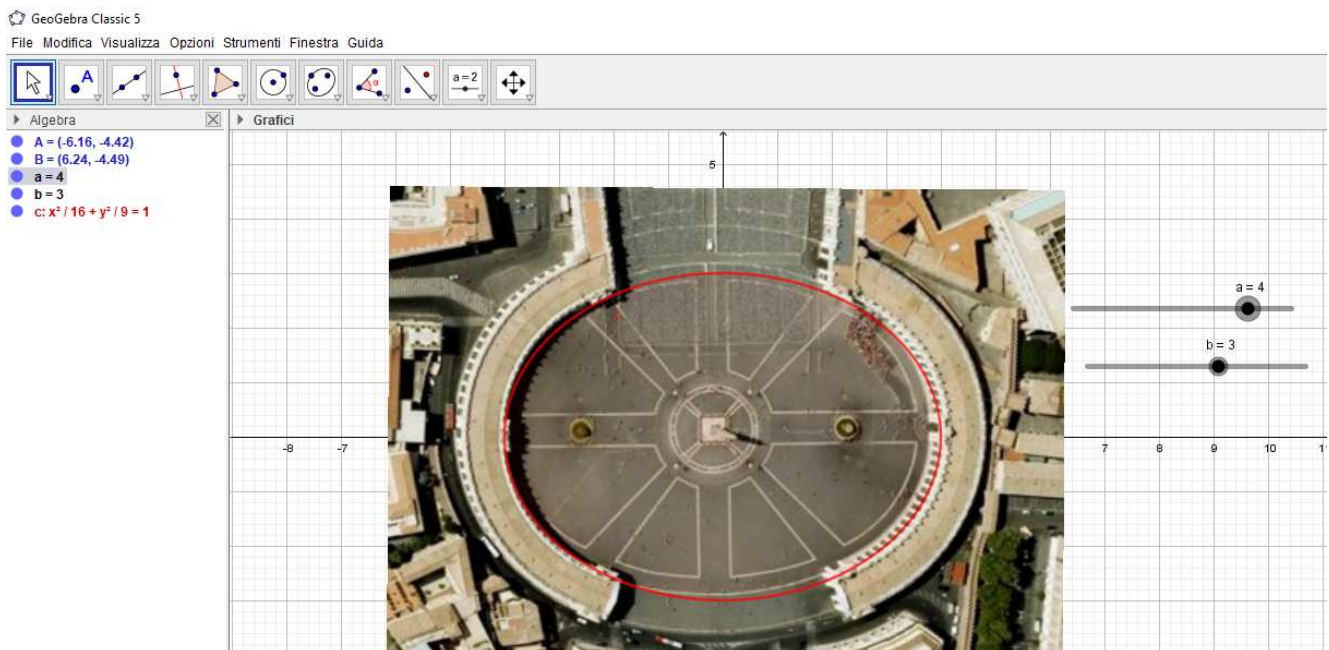 GeoGebra Classic 5
File Modifica Visualizza Opzioni Strumenti Finestra Guida
A
α
a = 2
Algebra
Grafici
A = (-6.16, -4.42)
B = (6.24, -4.49)
a = 4
b = 3
c: x² / 16 + y² / 9 = 1
5
a = 4
b = 3
-8 -7 7 8 9 10 11